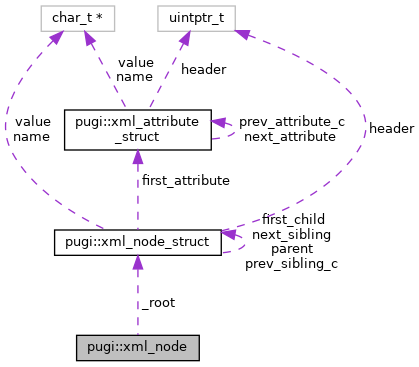 char_t *
uintptr_t
value
name
header
pugi::xml_attribute
_struct
prev_attribute_c
next_attribute
value
name
header
first_attribute
first_child
next_sibling
parent
prev_sibling_c
pugi::xml_node_struct
_root
pugi::xml_node